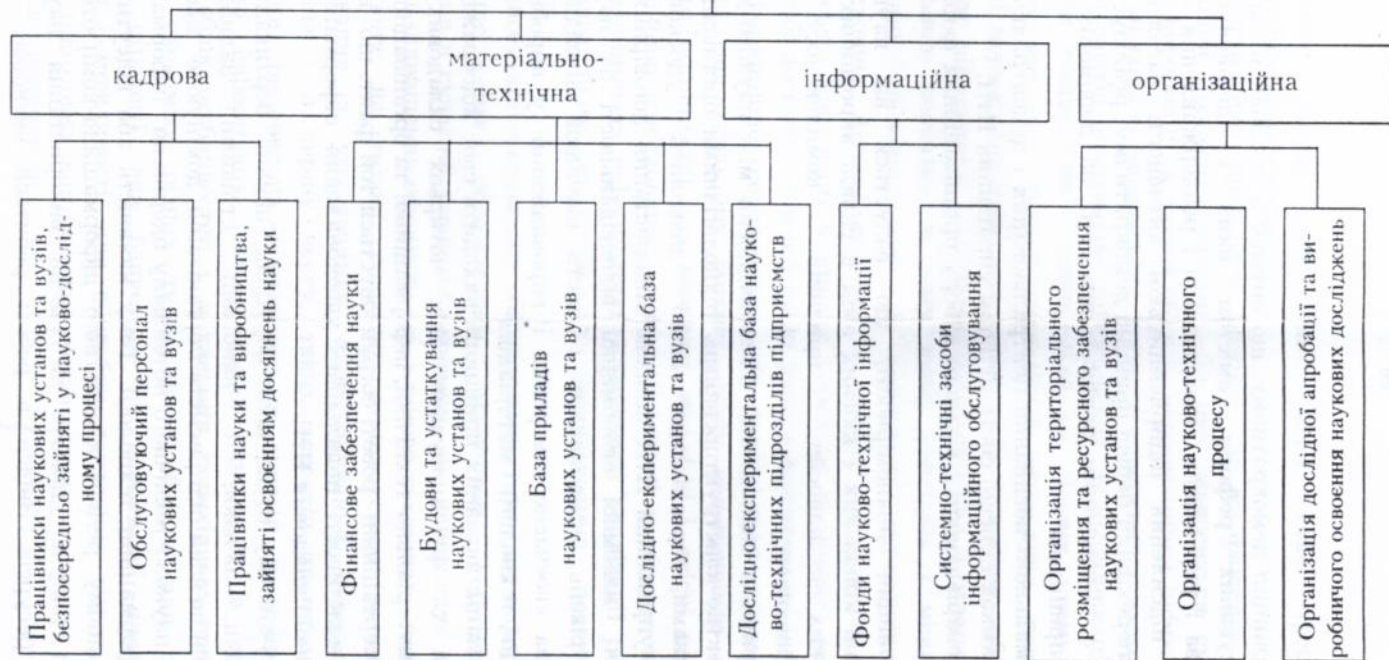 кадрова
матеріально-
технічна
інформаційна
організаційна
Працівники наукових установ та вузів,
безпосередньо зайняті у науково-дослід-
ному процесі
Обслуговуючий персонал
наукових установ та вузів
Працівники науки та виробництва,
зайняті освоєнням досягнень науки
Фінансове забезпечення науки
Будови та устаткування
наукових установ та вузів
База приладів
наукових установ та вузів
Дослідно-експериментальна база
наукових установ та вузів
Дослідно-експериментальна база науко-
во-технічних підрозділів підприємств
Фонди науково-технічної інформації
Системно-технічні засоби
інформаційного обслуговування
Організація територіального
розміщення та ресурсного забезпечення
наукових установ та вузів
Організація науково-технічного
процесу
Організація дослідної апробації та ви-
робничого освоєння наукових досліджень